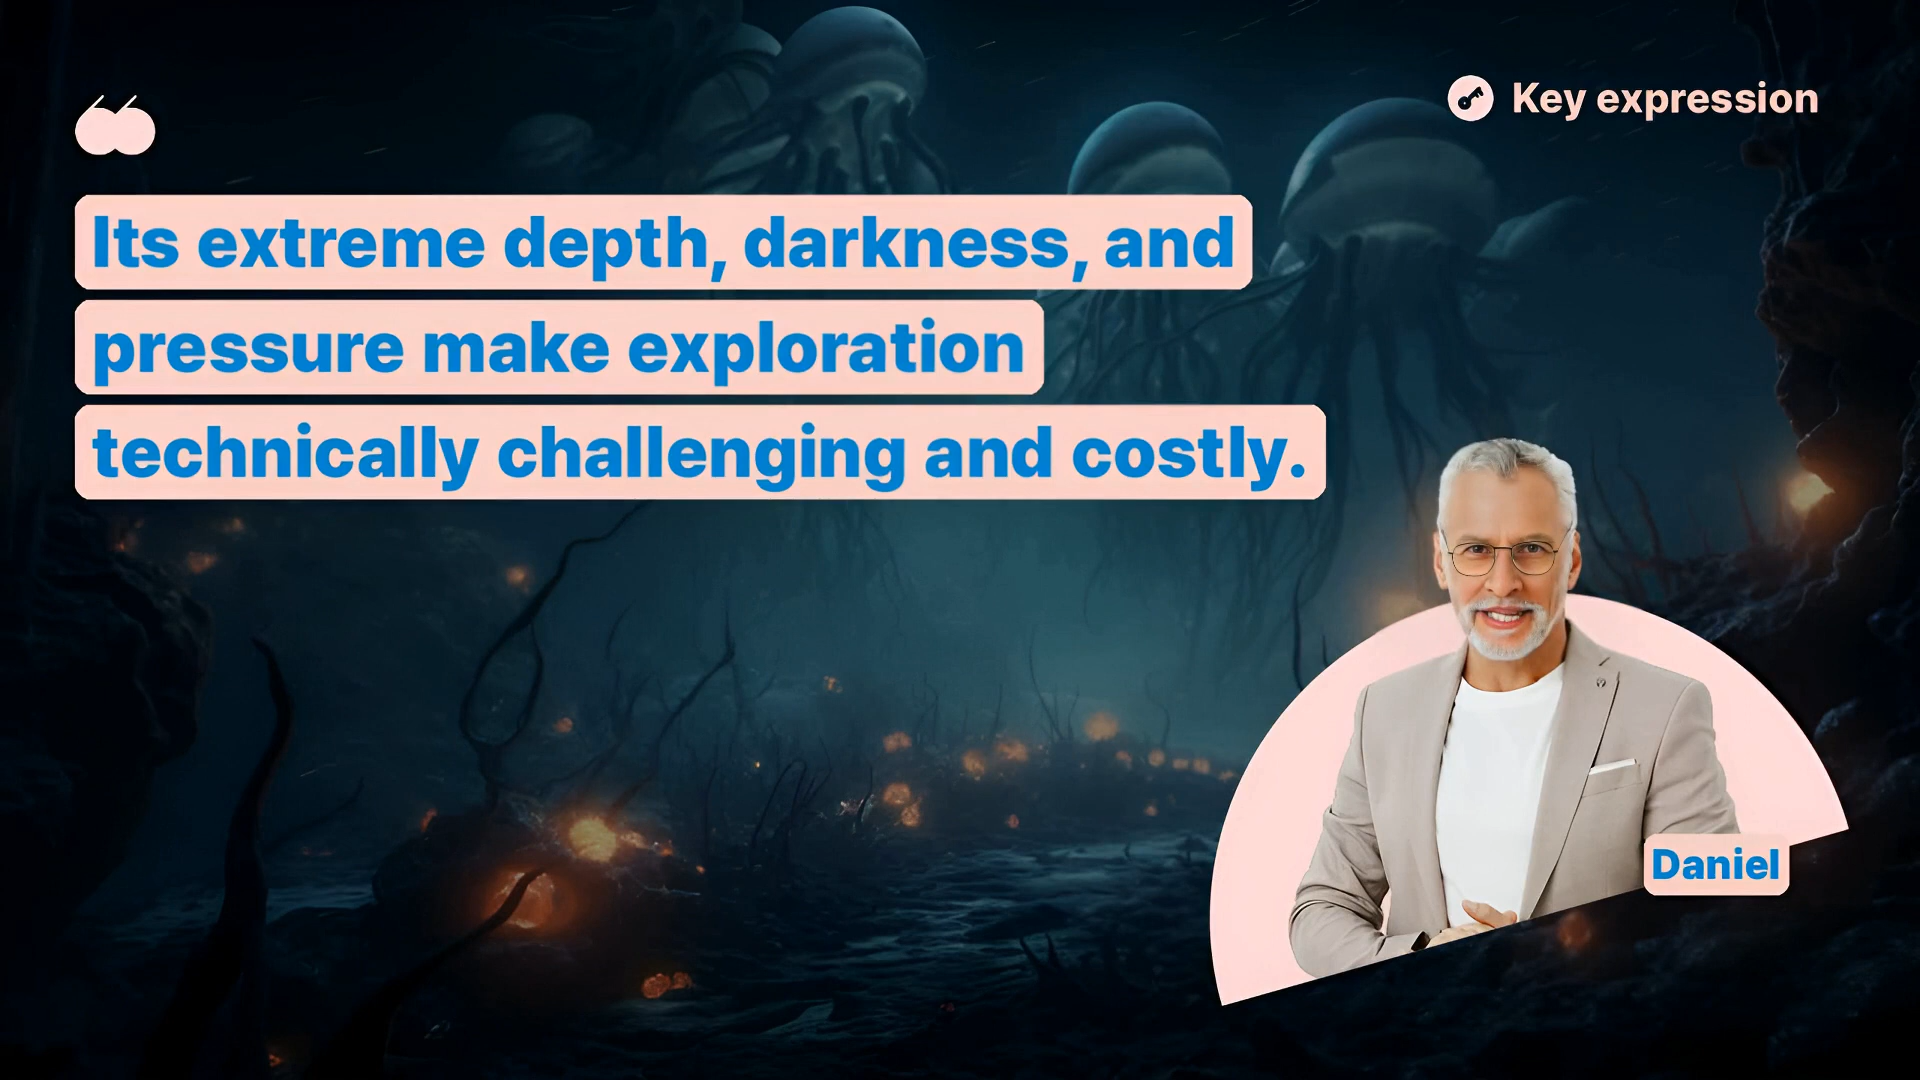 Key expression
Its extreme depth, darkness, and
pressure make exploration
technically challenging and costly.
Daniel